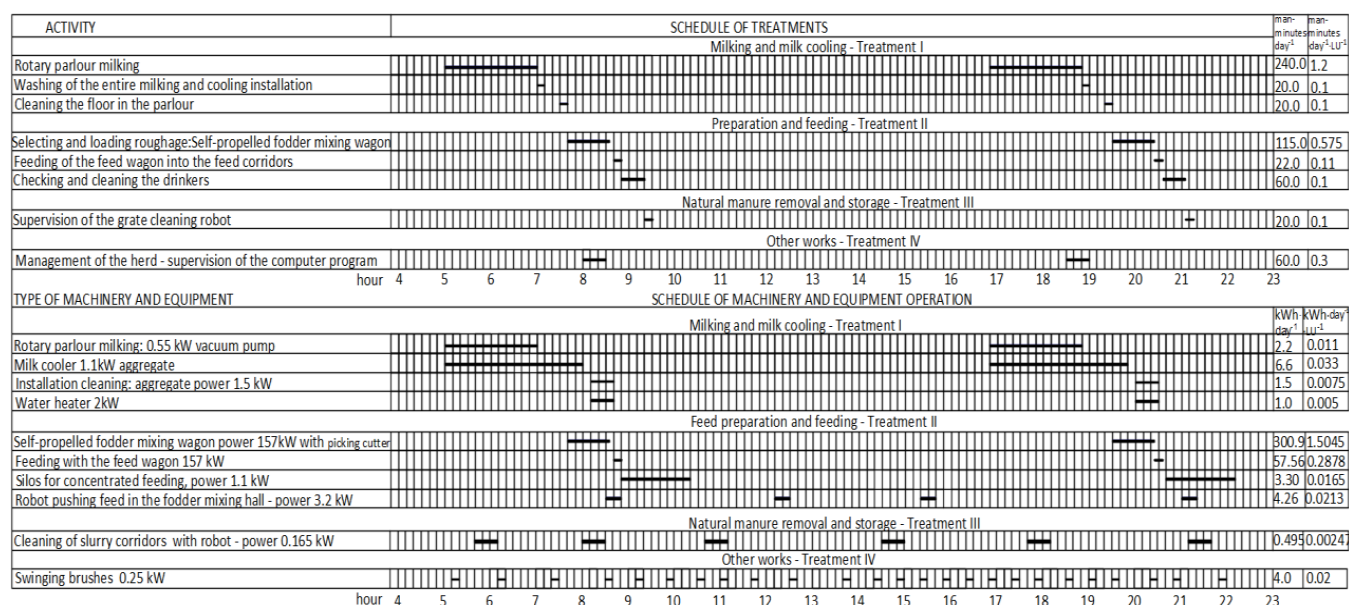 ACTIVITY SCHEDULE OF TREATMENTS man-minutes day-1 man-minutes day-1·LU-1
Milking and milk cooling - Treatment I
Rotary parlour milking 240.0 1.2
Washing of the entire milking and cooling installation 20.0 0.1
Cleaning the floor in the parlour 20.0 0.1
Preparation and feeding - Treatment II
Selecting and loading roughage:Self-propelled fodder mixing wagon 115.0 0.575
Feeding of the feed wagon into the feed corridors 22.0 0.11
Checking and cleaning the drinkers 60.0 0.1
Natural manure removal and storage - Treatment III
Supervision of the grate cleaning robot 20.0 0.1
Other works - Treatment IV
Management of the herd - supervision of the computer program 60.0 0.3
hour 4 5 6 7 8 9 10 11 12 13 14 15 16 17 18 19 20 21 22 23
TYPE OF MACHINERY AND EQUIPMENT SCHEDULE OF MACHINERY AND EQUIPMENT OPERATION
Milking and milk cooling - Treatment I kWh·day-1 kWh·day-1·LU-1
Rotary parlour milking: 0.55 kW vacuum pump 2.2 0.011
Milk cooler 1.1kW aggregate 6.6 0.033
Installation cleaning: aggregate power 1.5 kW 1.5 0.0075
Water heater 2kW 1.0 0.005
Feed preparation and feeding - Treatment II
Self-propelled fodder mixing wagon power 157kW with picking cutter 300.9 1.5045
Feeding with the feed wagon 157 kW 57.56 0.2878
Silos for concentrated feeding, power 1.1 kW 3.30 0.0165
Robot pushing feed in the fodder mixing hall - power 3.2 kW 4.26 0.0213
Natural manure removal and storage - Treatment III
Cleaning of slurry corridors with robot - power 0.165 kW 0.495 0.00247
Other works - Treatment IV
Swinging brushes 0.25 kW 4.0 0.02
hour 4 5 6 7 8 9 10 11 12 13 14 15 16 17 18 19 20 21 22 23